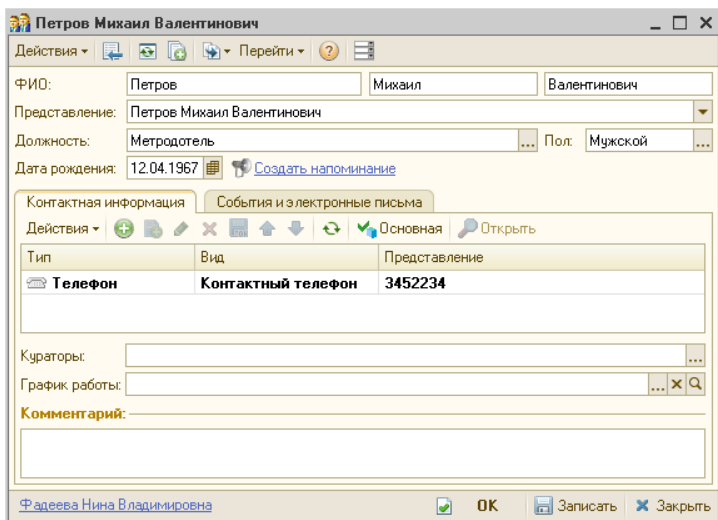 Петров Михаил Валентинович
Действия Перейти
ФИО: Петров Михаил Валентинович
Представление: Петров Михаил Валентинович
Должность: Метродотель ... Пол: Мужской ...
Дата рождения: 12.04.1967 Создать напоминание
Контактная информация События и электронные письма
Действия Основная Открыть
Тип Вид Представление
Телефон Контактный телефон 3452234
Кураторы: ...
График работы: ...
Комментарий:
Фадеева Нина Владимировна OK Записать Закрыть